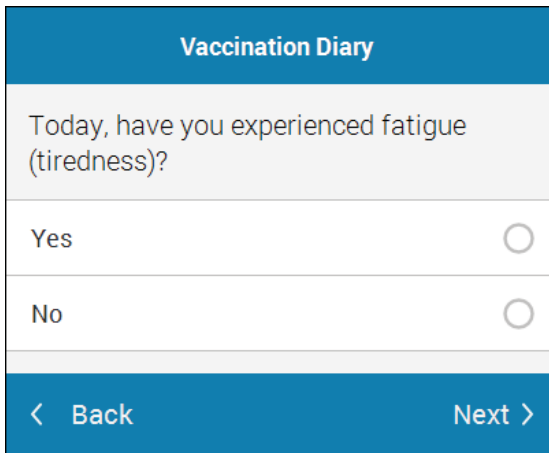 Vaccination Diary
Today, have you experienced fatigue
(tiredness)?
Yes
No
Back
Next